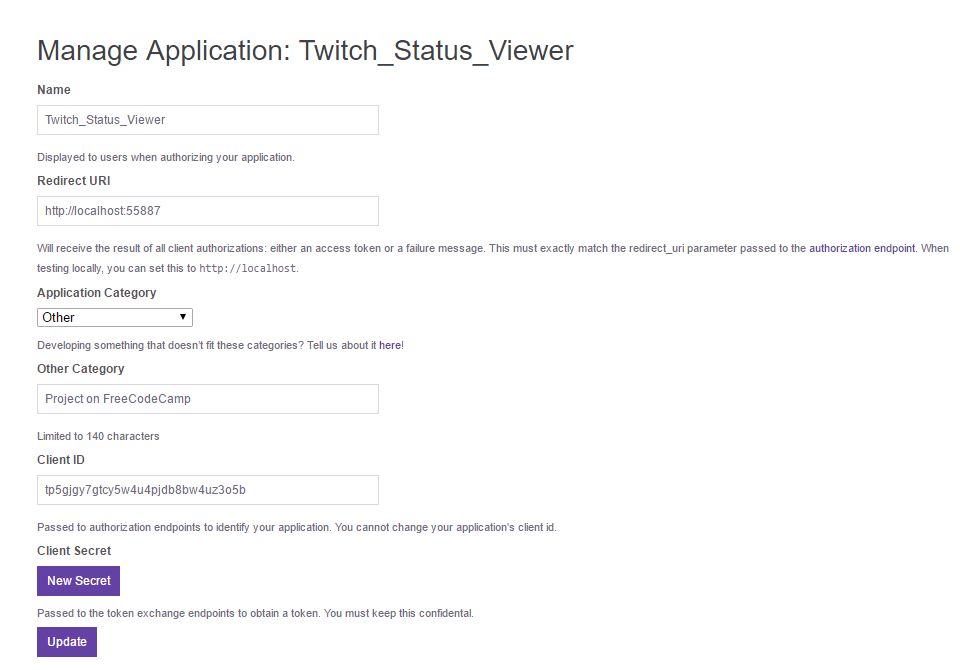 Manage Application: Twitch_Status_Viewer
Name
Twitch_Status_Viewer
Displayed to users when authorizing your application.
Redirect URI
http://localhost:55887
Will receive the result of all client authorizations: either an access token or a failure message. This must exactly match the redirect_uri parameter passed to the authorization endpoint. When
testing locally, you can set this to http://localhost.
Application Category
Other
Developing something that doesn't fit these categories? Tell us about it here!
Other Category
Project on FreeCodeCamp
Limited to 140 characters
Client ID
tp5gjgy7gtcy5w4u4pjdb8bw4uz3o5b
Passed to authorization endpoints to identify your application. You cannot change your application's client id.
Client Secret
New Secret
Passed to the token exchange endpoints to obtain a token. You must keep this confidental.
Update